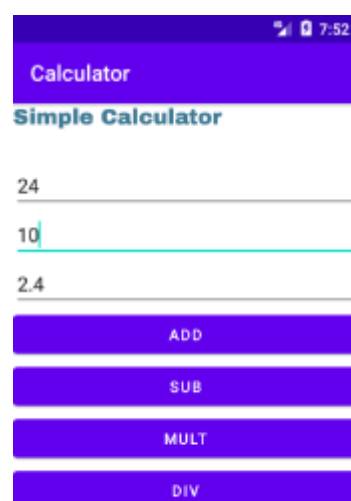 7:52
Calculator
Simple Calculator
24
10
2.4
ADD
SUB
MULT
DIV